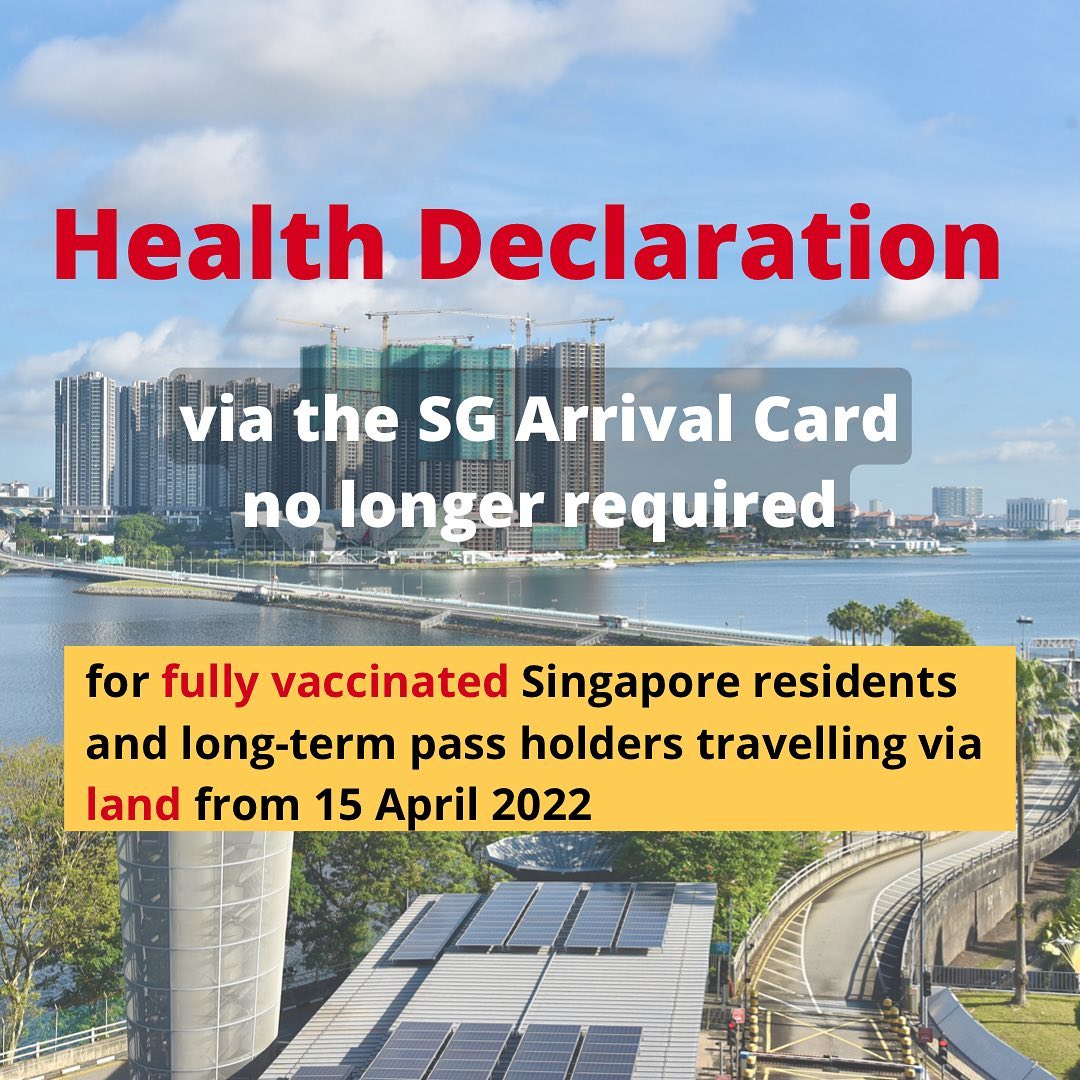 Health Declaration
via the SG Arrival Card
no longer required
for fully vaccinated Singapore residents
and long-term pass holders travelling via
land from 15 April 2022